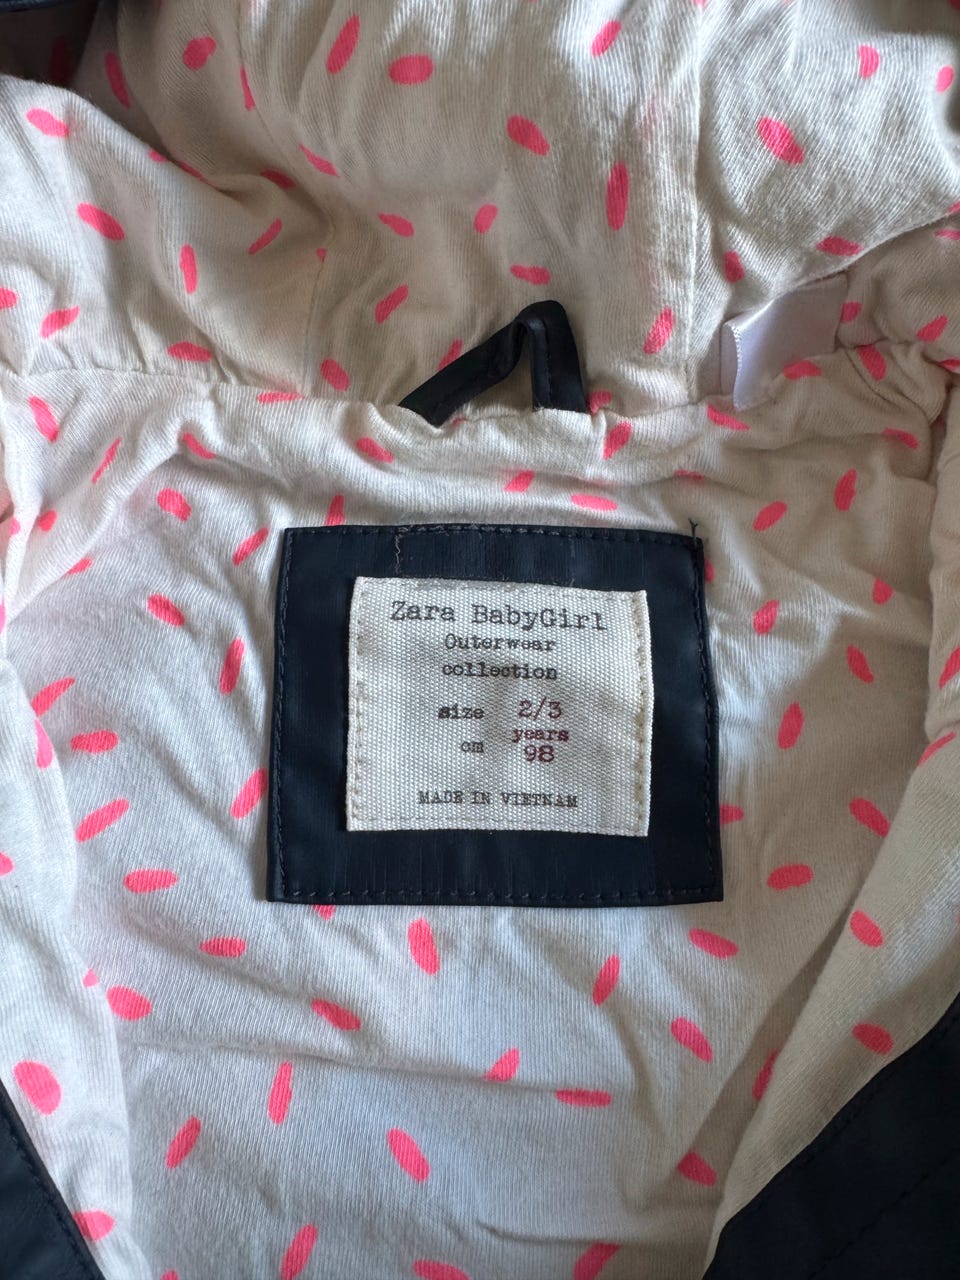 Zara BabyGirl
Outerwear
collection
size 2/3
years
cm 98
MADE IN VIETNAM